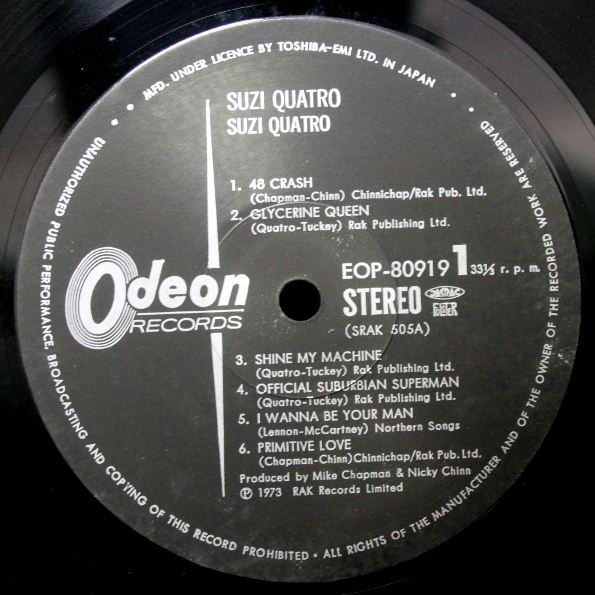 MFD. UNDER LICENCE BY TOSHIBA-EMI LTD. IN JAPAN
SUZI QUATRO
SUZI QUATRO
1. 48 CRASH
(Chapman-Chinn) Chinnichap/Rak Pub. Ltd.
2. GLYCERINE QUEEN
(Quatro-Tuckey) Rak Publishing Ltd.
Odeon
RECORDS
EOP-80919 1 33⅓ r. p. m.
STEREO JASRAC
(SRAK 505A)
3. SHINE MY MACHINE
(Quatro-Tuckey) Rak Publishing Ltd.
4. OFFICIAL SUBURBIAN SUPERMAN
(Quatro-Tuckey) Rak Publishing Ltd.
5. I WANNA BE YOUR MAN
(Lennon-McCartney) Northern Songs
6. PRIMITIVE LOVE
(Chapman-Chinn)Chinnichap/Rak Pub. Ltd.
Produced by Mike Chapman & Nicky Chinn
℗ 1973 RAK Records Limited
UNAUTHORIZED PUBLIC PERFORMANCE, BROADCASTING AND COPYING OF THIS RECORD PROHIBITED • ALL RIGHTS OF THE MANUFACTURER AND OF THE OWNER OF THE RECORDED WORK ARE RESERVED